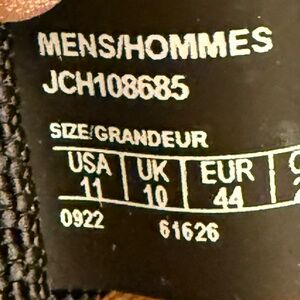 MENS/HOMMES
JCH108685
SIZE/GRANDEUR
USA UK EUR
11 10 44
0922 61626